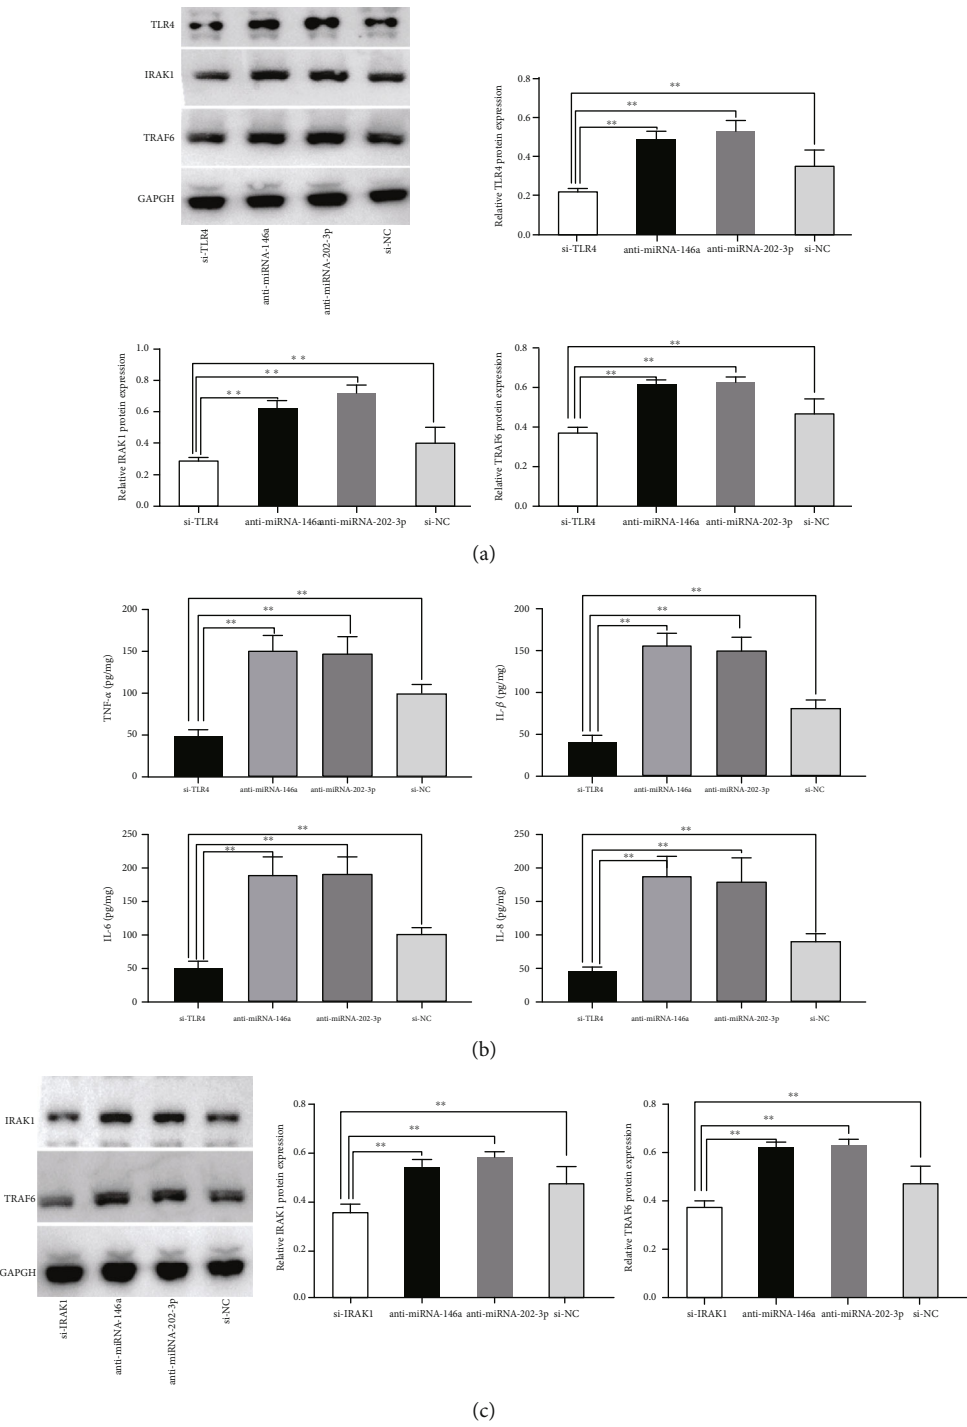 TLR4
IRAK1
TRAF6
GAPGH
si-TLR4
anti-miRNA-146a
anti-miRNA-202-3p
si-NC
Relative TLR4 protein expression
0.8
0.6
0.4
0.2
0.0
**
**
**
si-TLR4 anti-miRNA-146a anti-miRNA-202-3p si-NC
Relative IRAK1 protein expression
1.0
0.8
0.6
0.4
0.2
0.0
* *
* *
* *
si-TLR4 anti-miRNA-146a anti-miRNA-202-3p si-NC
Relative TRAF6 protein expression
0.8
0.6
0.4
0.2
0.0
**
**
**
si-TLR4 anti-miRNA-146a anti-miRNA-202-3p si-NC
(a)
TNF-α (pg/mg)
200
150
100
50
0
**
**
**
si-TLR4 anti-miRNA-146a anti-miRNA-202-3p si-NC
IL-β (pg/mg)
200
150
100
50
0
**
**
**
si-TLR4 anti-miRNA-146a anti-miRNA-202-3p si-NC
IL-6 (pg/mg)
250
200
150
100
50
0
**
**
**
si-TLR4 anti-miRNA-146a anti-miRNA-202-3p si-NC
IL-8 (pg/mg)
250
200
150
100
50
0
**
**
**
si-TLR4 anti-miRNA-146a anti-miRNA-202-3p si-NC
(b)
IRAK1
TRAF6
GAPGH
si-IRAK1
anti-miRNA-146a
anti-miRNA-202-3p
si-NC
Relative IRAK1 protein expression
0.8
0.6
0.4
0.2
0.0
**
**
**
si-IRAK1 anti-miRNA-146a anti-miRNA-202-3p si-NC
Relative TRAF6 protein expression
0.8
0.6
0.4
0.2
0.0
**
**
**
si-IRAK1 anti-miRNA-146a anti-miRNA-202-3p si-NC
(c)